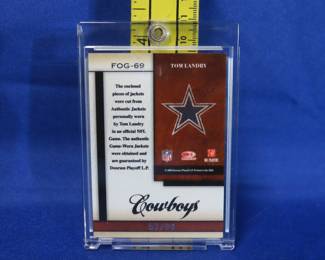 4
FOG-69
TOM LANDRY
The enclosed
pieces of jackets
were cut from
Authentic Jackets
personally worn
by Tom Landry
in an official NFL
Game. The authentic
Game-Worn Jackets
were obtained and
are guaranteed by
Donruss Playoff L.P.
NFL
Cowboys